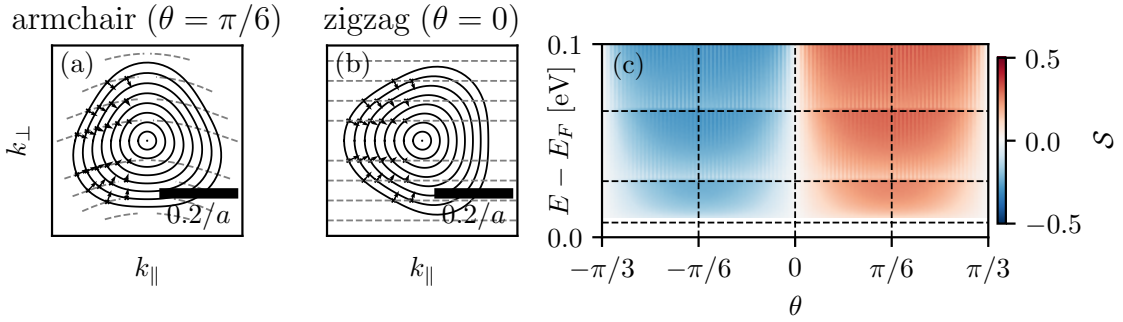 armchair (θ = π/6)
zigzag (θ = 0)
(a)
(b)
(c)
k⊥
0.2/a
0.2/a
k∥
k∥
E − E_F [eV]
0.1
0.0
−π/3
−π/6
0
π/6
π/3
θ
0.5
0.0
−0.5
𝒮